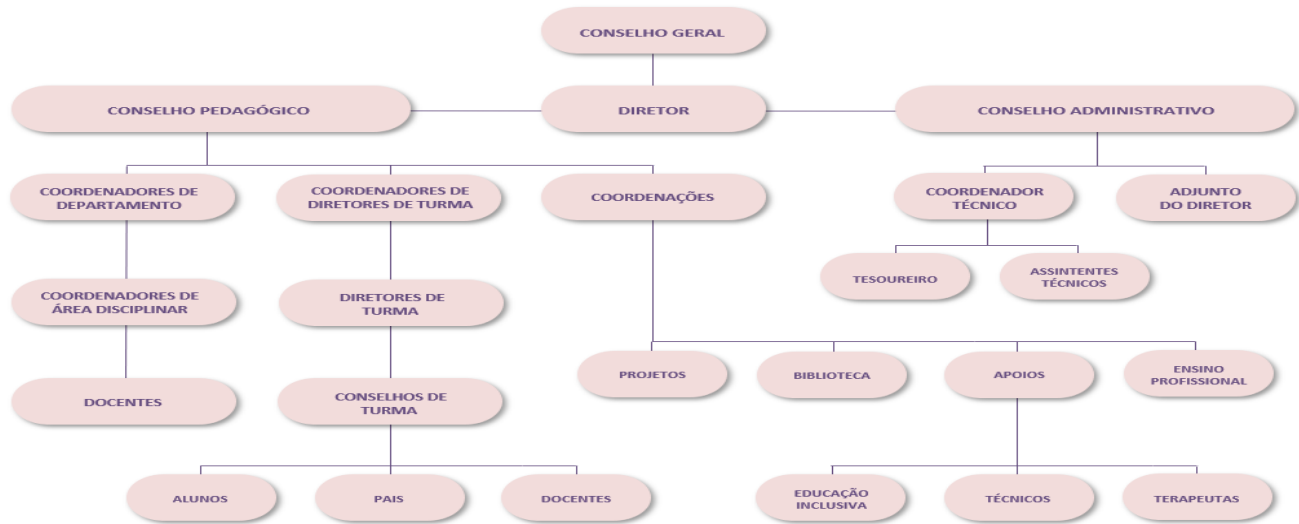 CONSELHO GERAL
CONSELHO PEDAGÓGICO
DIRETOR
CONSELHO ADMINISTRATIVO
COORDENADORES DE
DEPARTAMENTO
COORDENADORES DE
DIRETORES DE TURMA
COORDENAÇÕES
COORDENADOR
TÉCNICO
ADJUNTO
DO DIRETOR
TESOUREIRO
ASSINTENTES
TÉCNICOS
COORDENADORES DE
ÁREA DISCIPLINAR
DIRETORES DE
TURMA
PROJETOS
BIBLIOTECA
APOIOS
ENSINO
PROFISSIONAL
DOCENTES
CONSELHOS DE
TURMA
ALUNOS
PAIS
DOCENTES
EDUCAÇÃO
INCLUSIVA
TÉCNICOS
TERAPEUTAS